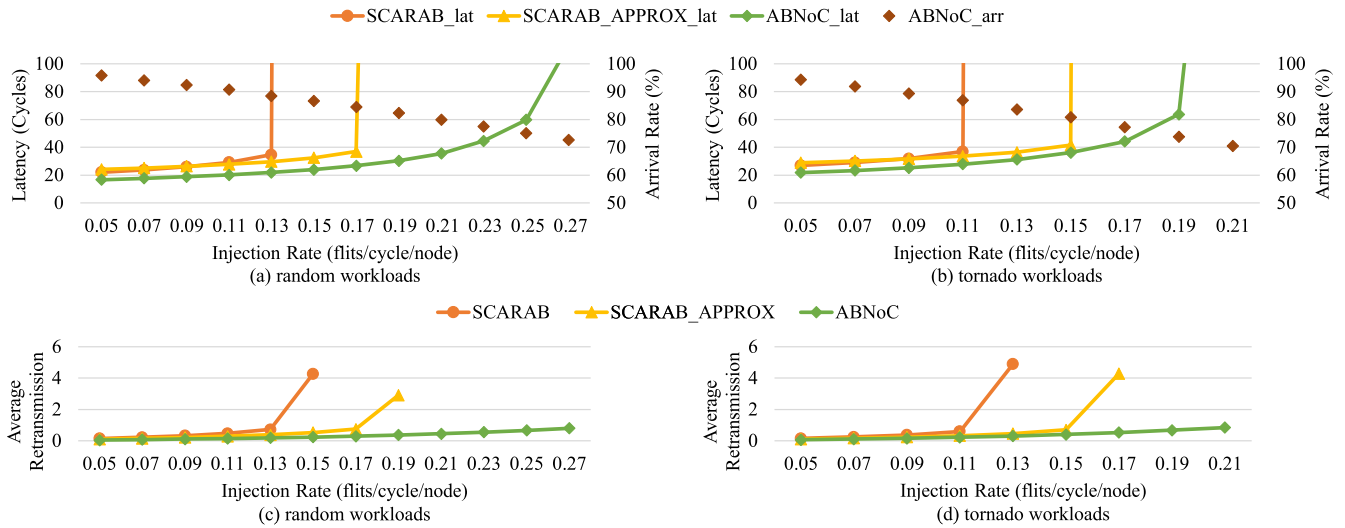 SCARAB_lat SCARAB_APPROX_lat ABNoC_lat ABNoC_arr
Latency (Cycles)
100
80
60
40
20
0
100
90
80
70
60
50
Arrival Rate (%)
0.05 0.07 0.09 0.11 0.13 0.15 0.17 0.19 0.21 0.23 0.25 0.27
Injection Rate (flits/cycle/node)
(a) random workloads
Latency (Cycles)
100
80
60
40
20
0
100
90
80
70
60
50
Arrival Rate (%)
0.05 0.07 0.09 0.11 0.13 0.15 0.17 0.19 0.21
Injection Rate (flits/cycle/node)
(b) tornado workloads
SCARAB SCARAB_APPROX ABNoC
Average
Retransmission
6
4
2
0
0.05 0.07 0.09 0.11 0.13 0.15 0.17 0.19 0.21 0.23 0.25 0.27
Injection Rate (flits/cycle/node)
(c) random workloads
Average
Retransmission
6
4
2
0
0.05 0.07 0.09 0.11 0.13 0.15 0.17 0.19 0.21
Injection Rate (flits/cycle/node)
(d) tornado workloads